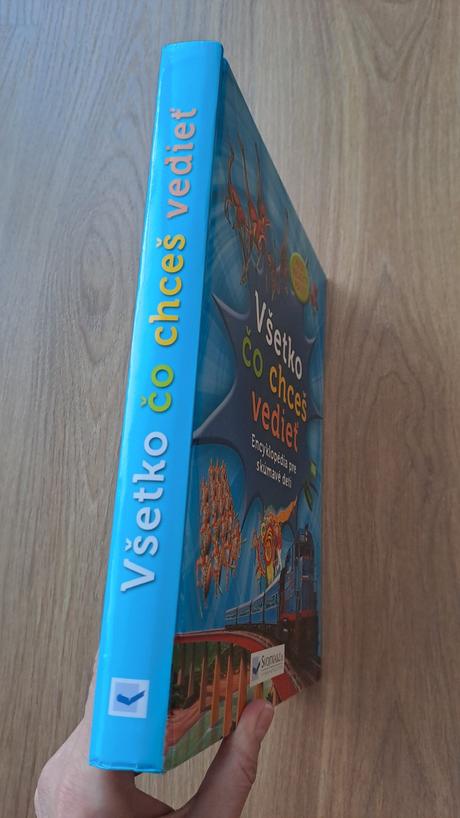 Všetko čo chceš vedieť
Všetko
čo chceš
vedieť
Encyklopédia pre
skúmavé deti